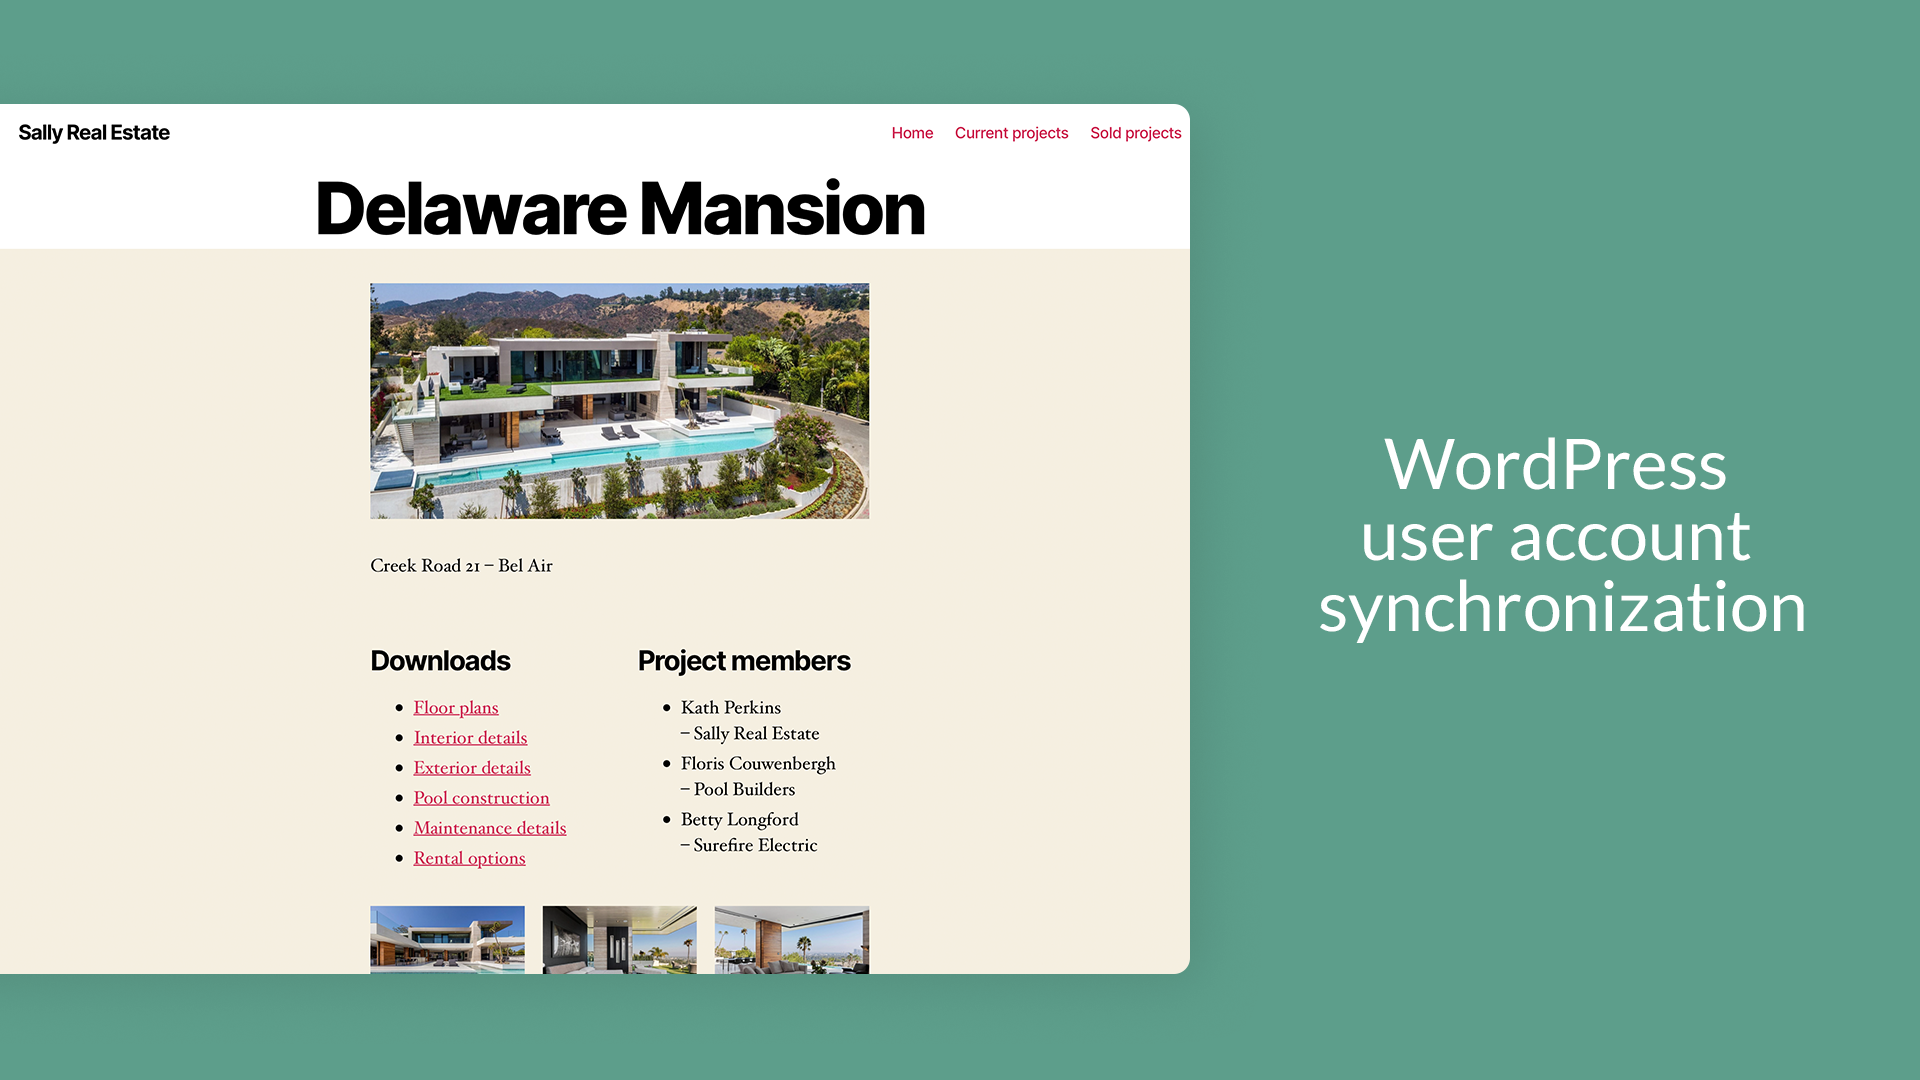 Sally Real Estate
Home
Current projects
Sold projects
Delaware Mansion
Creek Road 21 – Bel Air
Downloads
Floor plans
Interior details
Exterior details
Pool construction
Maintenance details
Rental options
Project members
Kath Perkins
– Sally Real Estate
Floris Couwenbergh
– Pool Builders
Betty Longford
– Surefire Electric
WordPress
user account
synchronization